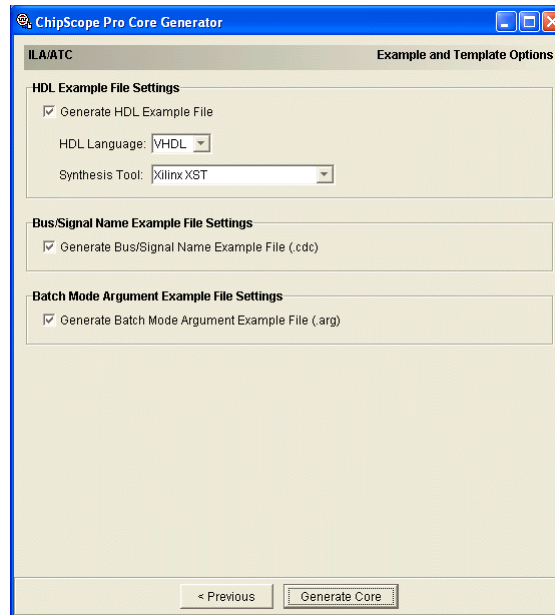 ChipScope Pro Core Generator
ILA/ATC Example and Template Options
HDL Example File Settings
Generate HDL Example File
HDL Language: VHDL
Synthesis Tool: Xilinx XST
Bus/Signal Name Example File Settings
Generate Bus/Signal Name Example File (.cdc)
Batch Mode Argument Example File Settings
Generate Batch Mode Argument Example File (.arg)
< Previous Generate Core